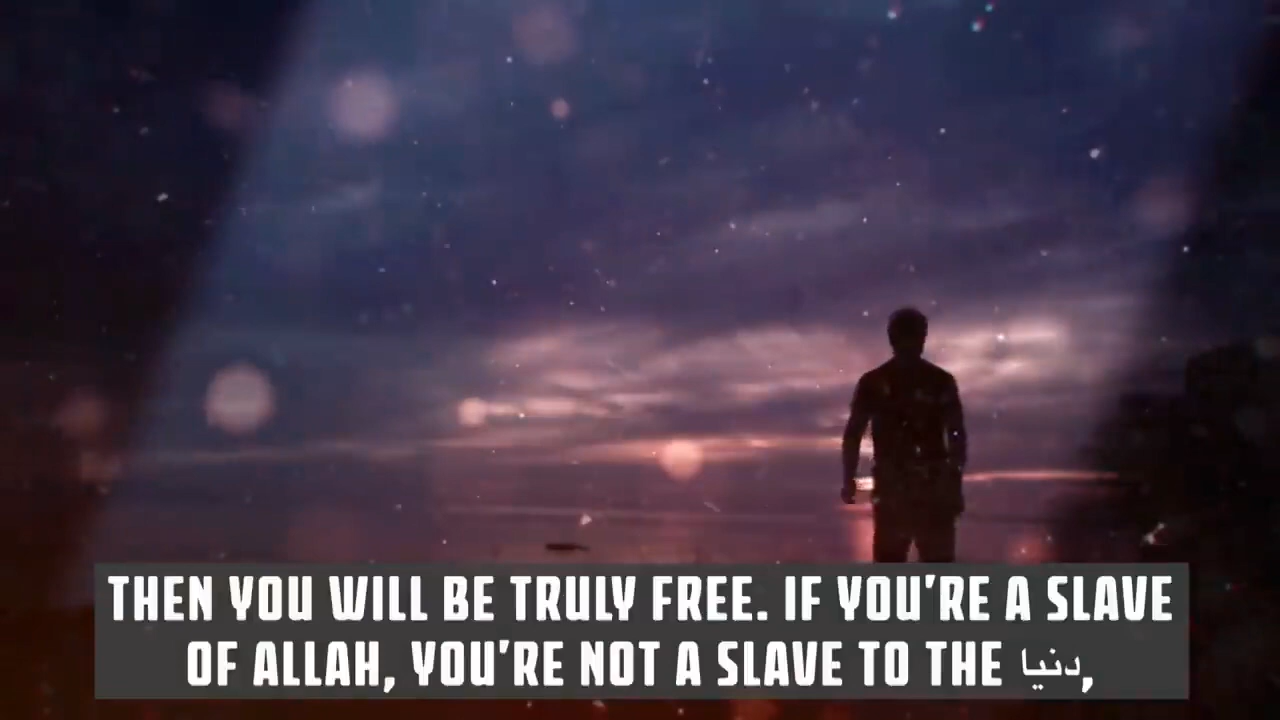 THEN YOU WILL BE TRULY FREE. IF YOU'RE A SLAVE
OF ALLAH, YOU'RE NOT A SLAVE TO THE دنيا,